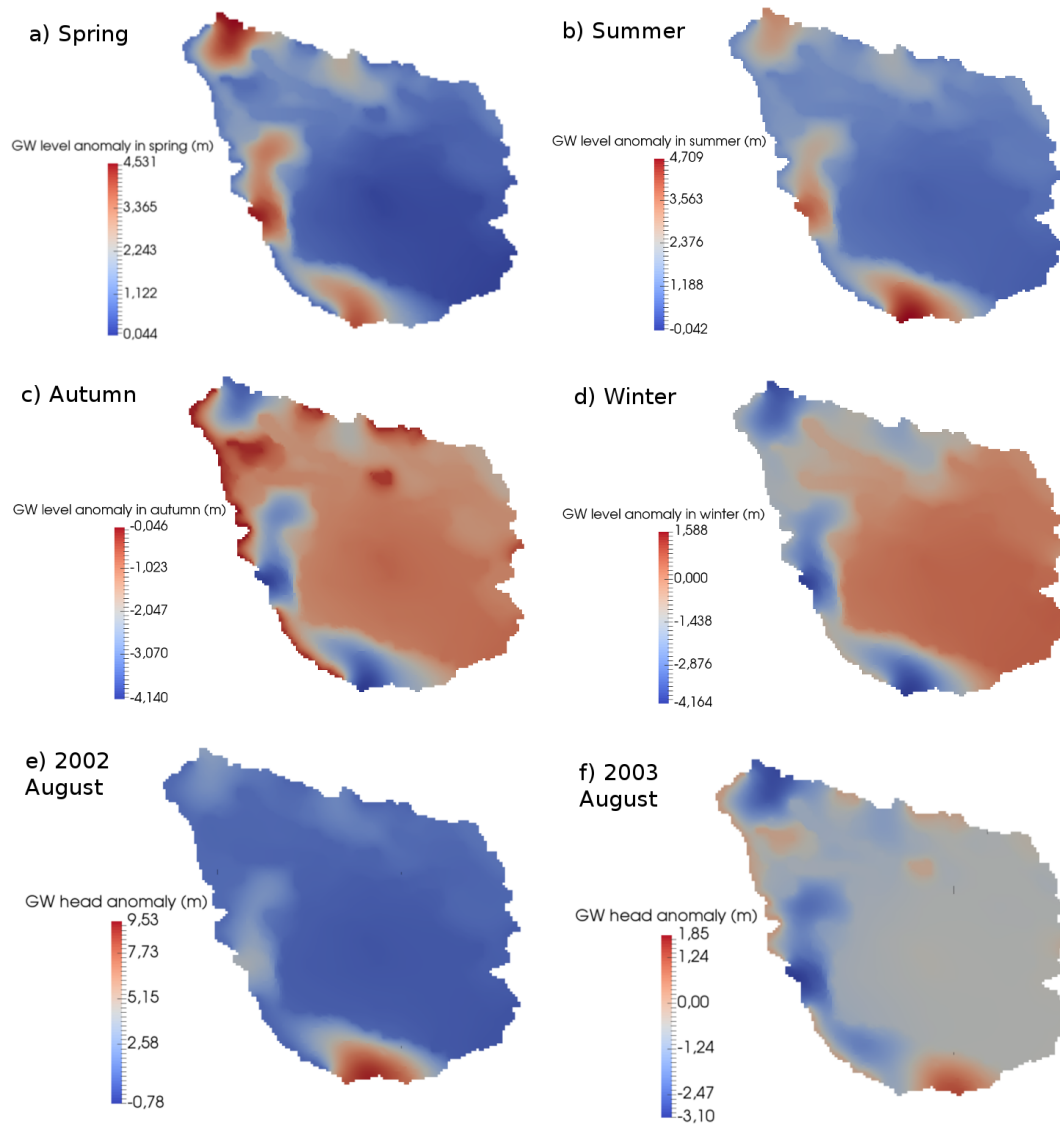 a) Spring
GW level anomaly in spring (m)
4,531
3,365
2,243
1,122
0,044
b) Summer
GW level anomaly in summer (m)
4,709
3,563
2,376
1,188
-0,042
c) Autumn
GW level anomaly in autumn (m)
-0,046
-1,023
-2,047
-3,070
-4,140
d) Winter
GW level anomaly in winter (m)
1,588
0,000
-1,438
-2,876
-4,164
e) 2002
August
GW head anomaly (m)
9,53
7,73
5,15
2,58
-0,78
f) 2003
August
GW head anomaly (m)
1,85
1,24
0,00
-1,24
-2,47
-3,10